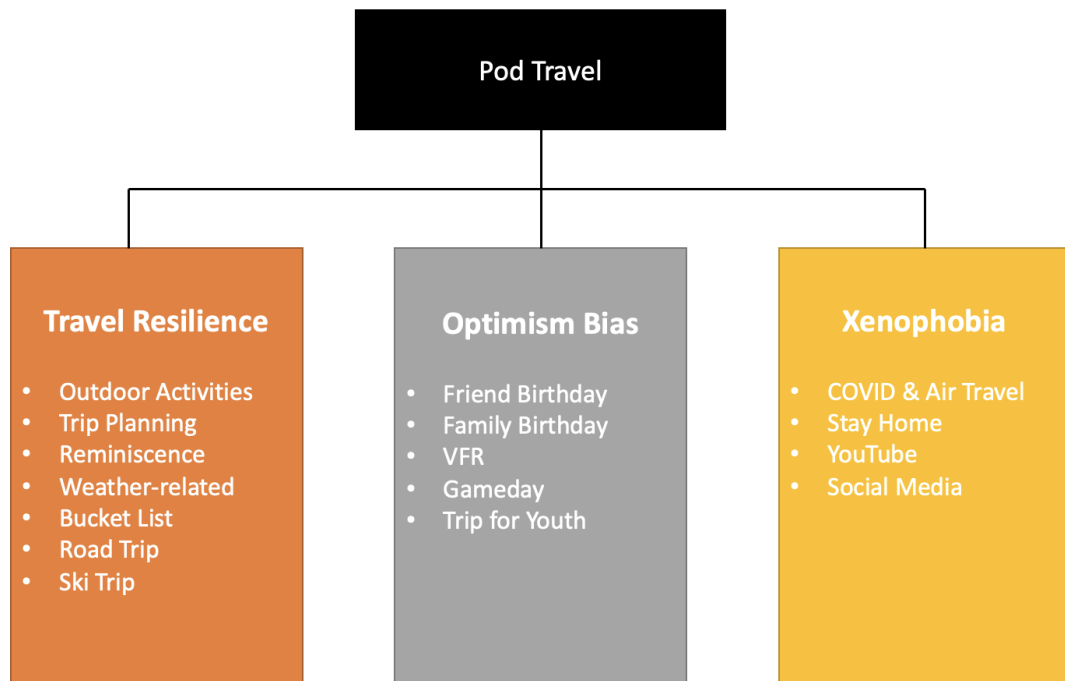 Pod Travel
Travel Resilience
• Outdoor Activities
• Trip Planning
• Reminiscence
• Weather-related
• Bucket List
• Road Trip
• Ski Trip
Optimism Bias
• Friend Birthday
• Family Birthday
• VFR
• Gameday
• Trip for Youth
Xenophobia
• COVID & Air Travel
• Stay Home
• YouTube
• Social Media